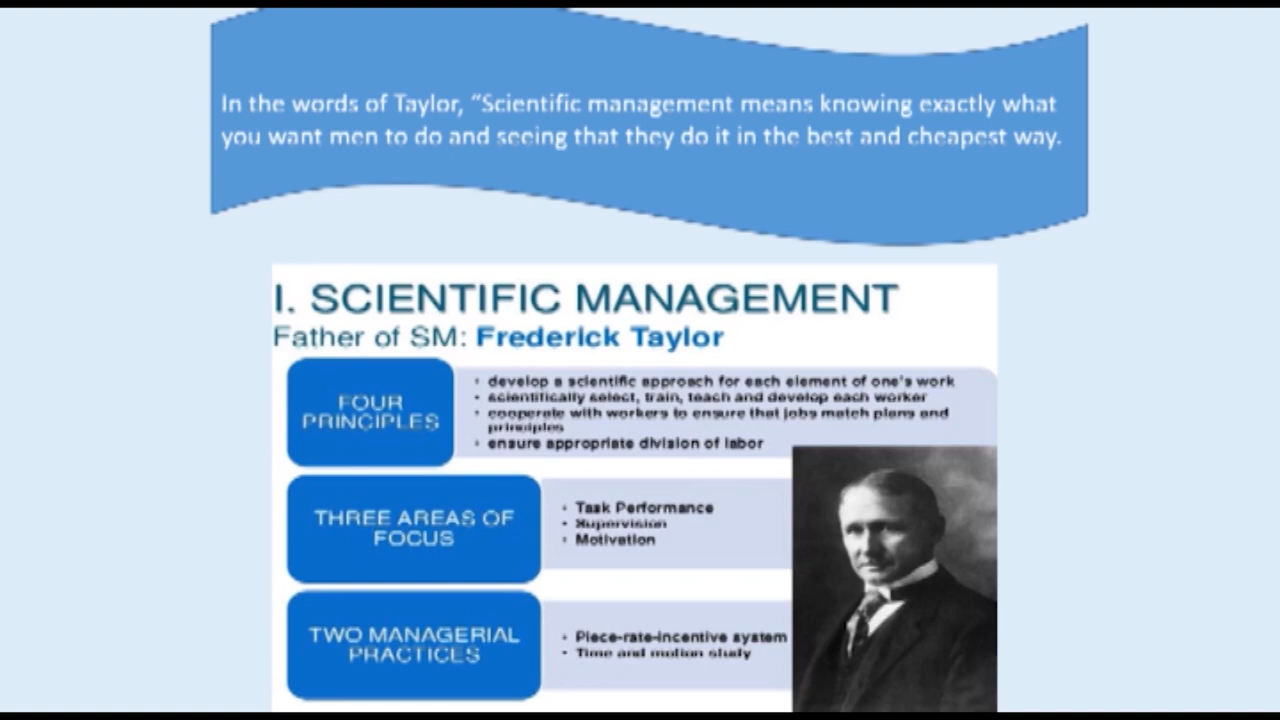 In the words of Taylor, “Scientific management means knowing exactly what
you want men to do and seeing that they do it in the best and cheapest way.
I. SCIENTIFIC MANAGEMENT
Father of SM: Frederick Taylor
FOUR
PRINCIPLES
• develop a scientific approach for each element of one's work
• scientifically select, train, teach and develop each worker
• cooperate with workers to ensure that jobs match plans and
principles
• ensure appropriate division of labor
THREE AREAS OF
FOCUS
• Task Performance
• Supervision
• Motivation
TWO MANAGERIAL
PRACTICES
• Piece-rate-incentive system
• Time and motion study